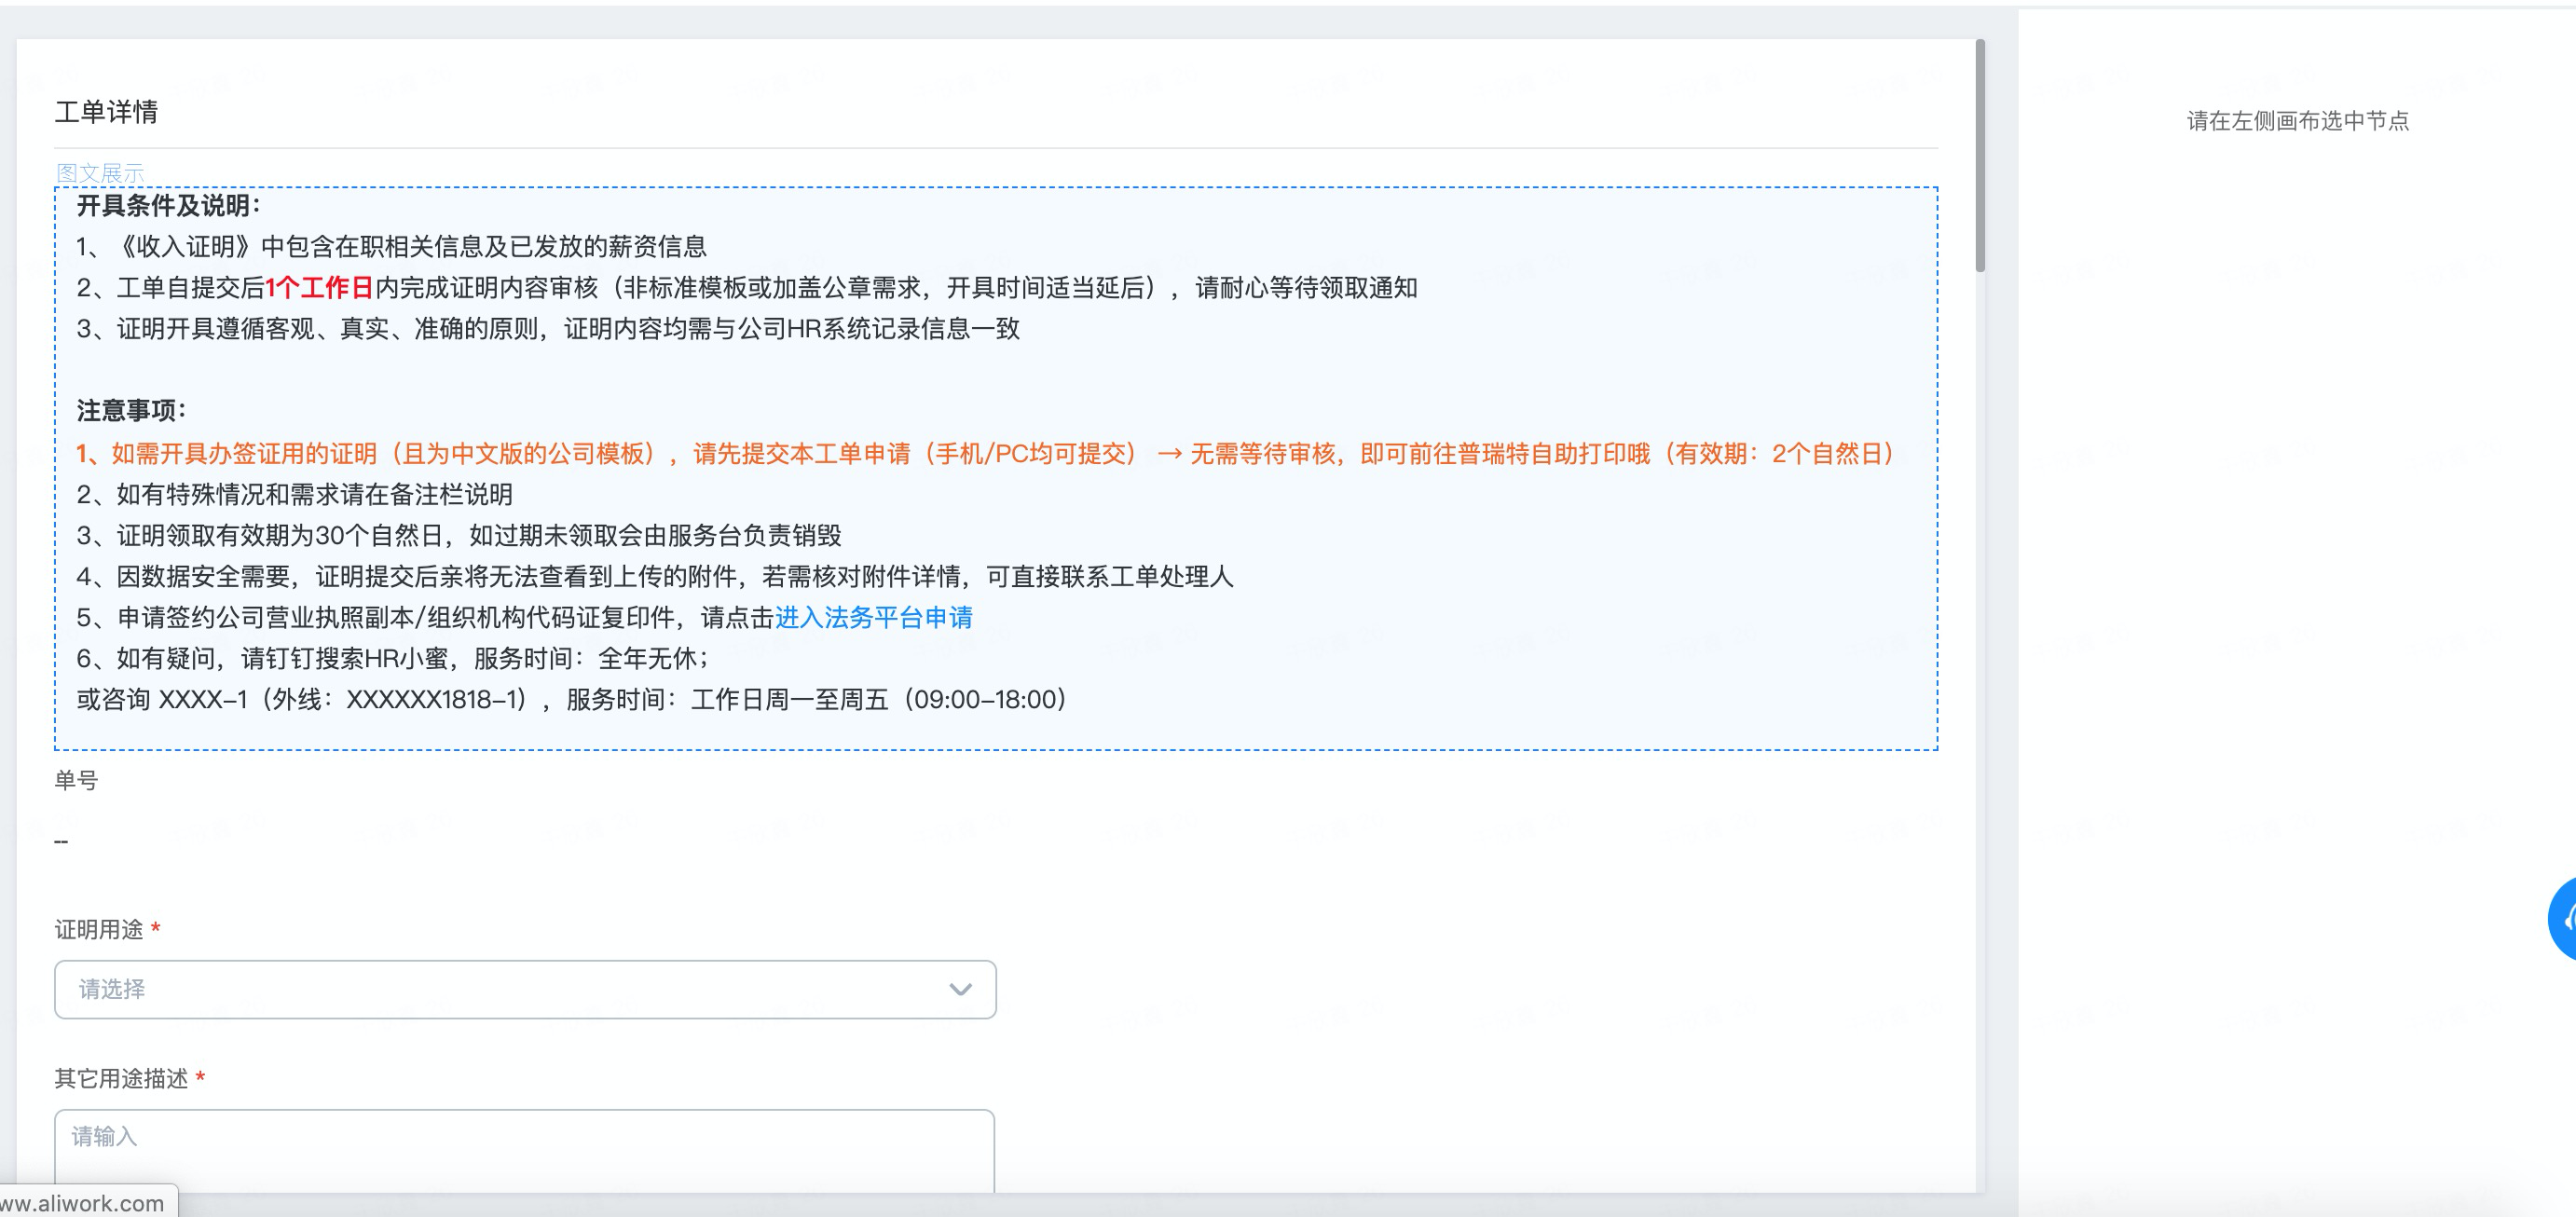 工单详情
请在左侧画布选中节点
图文展示
开具条件及说明：
1、《收入证明》中包含在职相关信息及已发放的薪资信息
2、工单自提交后1个工作日内完成证明内容审核（非标准模板或加盖公章需求，开具时间适当延后），请耐心等待领取通知
3、证明开具遵循客观、真实、准确的原则，证明内容均需与公司HR系统记录信息一致
注意事项：
1、如需开具办签证用的证明（且为中文版的公司模板），请先提交本工单申请（手机/PC均可提交） → 无需等待审核，即可前往普瑞特自助打印哦（有效期：2个自然日）
2、如有特殊情况和需求请在备注栏说明
3、证明领取有效期为30个自然日，如过期未领取会由服务台负责销毁
4、因数据安全需要，证明提交后亲将无法查看到上传的附件，若需核对附件详情，可直接联系工单处理人
5、申请签约公司营业执照副本/组织机构代码证复印件，请点击进入法务平台申请
6、如有疑问，请钉钉搜索HR小蜜，服务时间：全年无休；
或咨询 XXXX-1（外线：XXXXXX1818-1），服务时间：工作日周一至周五（09:00-18:00）
单号
--
证明用途 *
请选择
其它用途描述 *
请输入
ww.aliwork.com